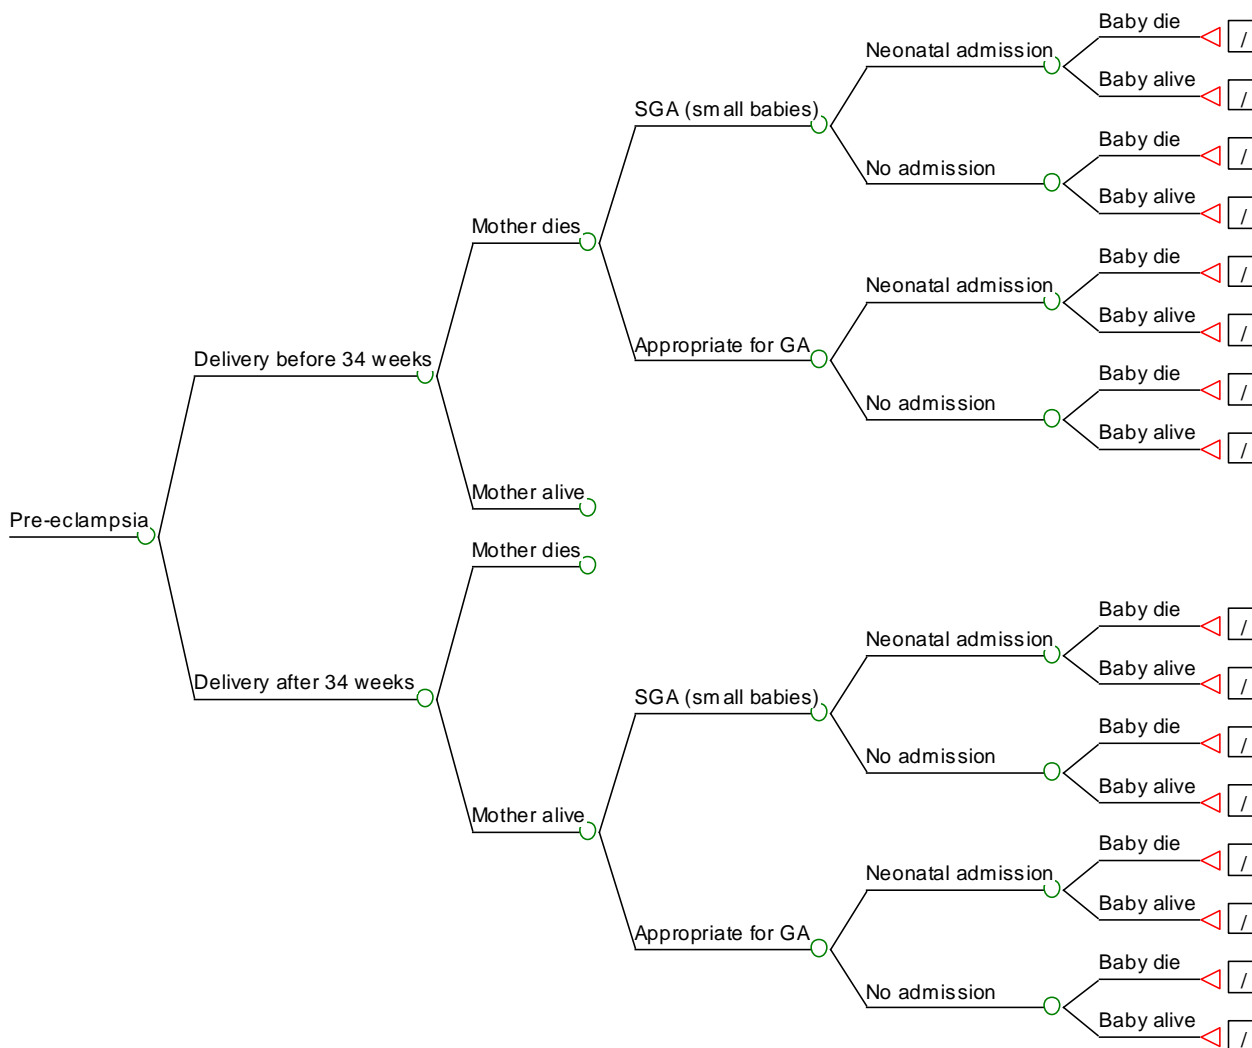 Baby die
/
Neonatal admission
Baby alive
/
SGA (small babies)
Baby die
/
No admission
Baby alive
/
Mother dies
Baby die
/
Neonatal admission
Baby alive
/
Appropriate for GA
Delivery before 34 weeks
Baby die
/
No admission
Baby alive
/
Mother alive
Pre-eclampsia
Mother dies
Baby die
/
Neonatal admission
Baby alive
/
Delivery after 34 weeks
SGA (small babies)
Baby die
/
No admission
Baby alive
/
Mother alive
Baby die
/
Neonatal admission
Baby alive
/
Appropriate for GA
Baby die
/
No admission
Baby alive
/